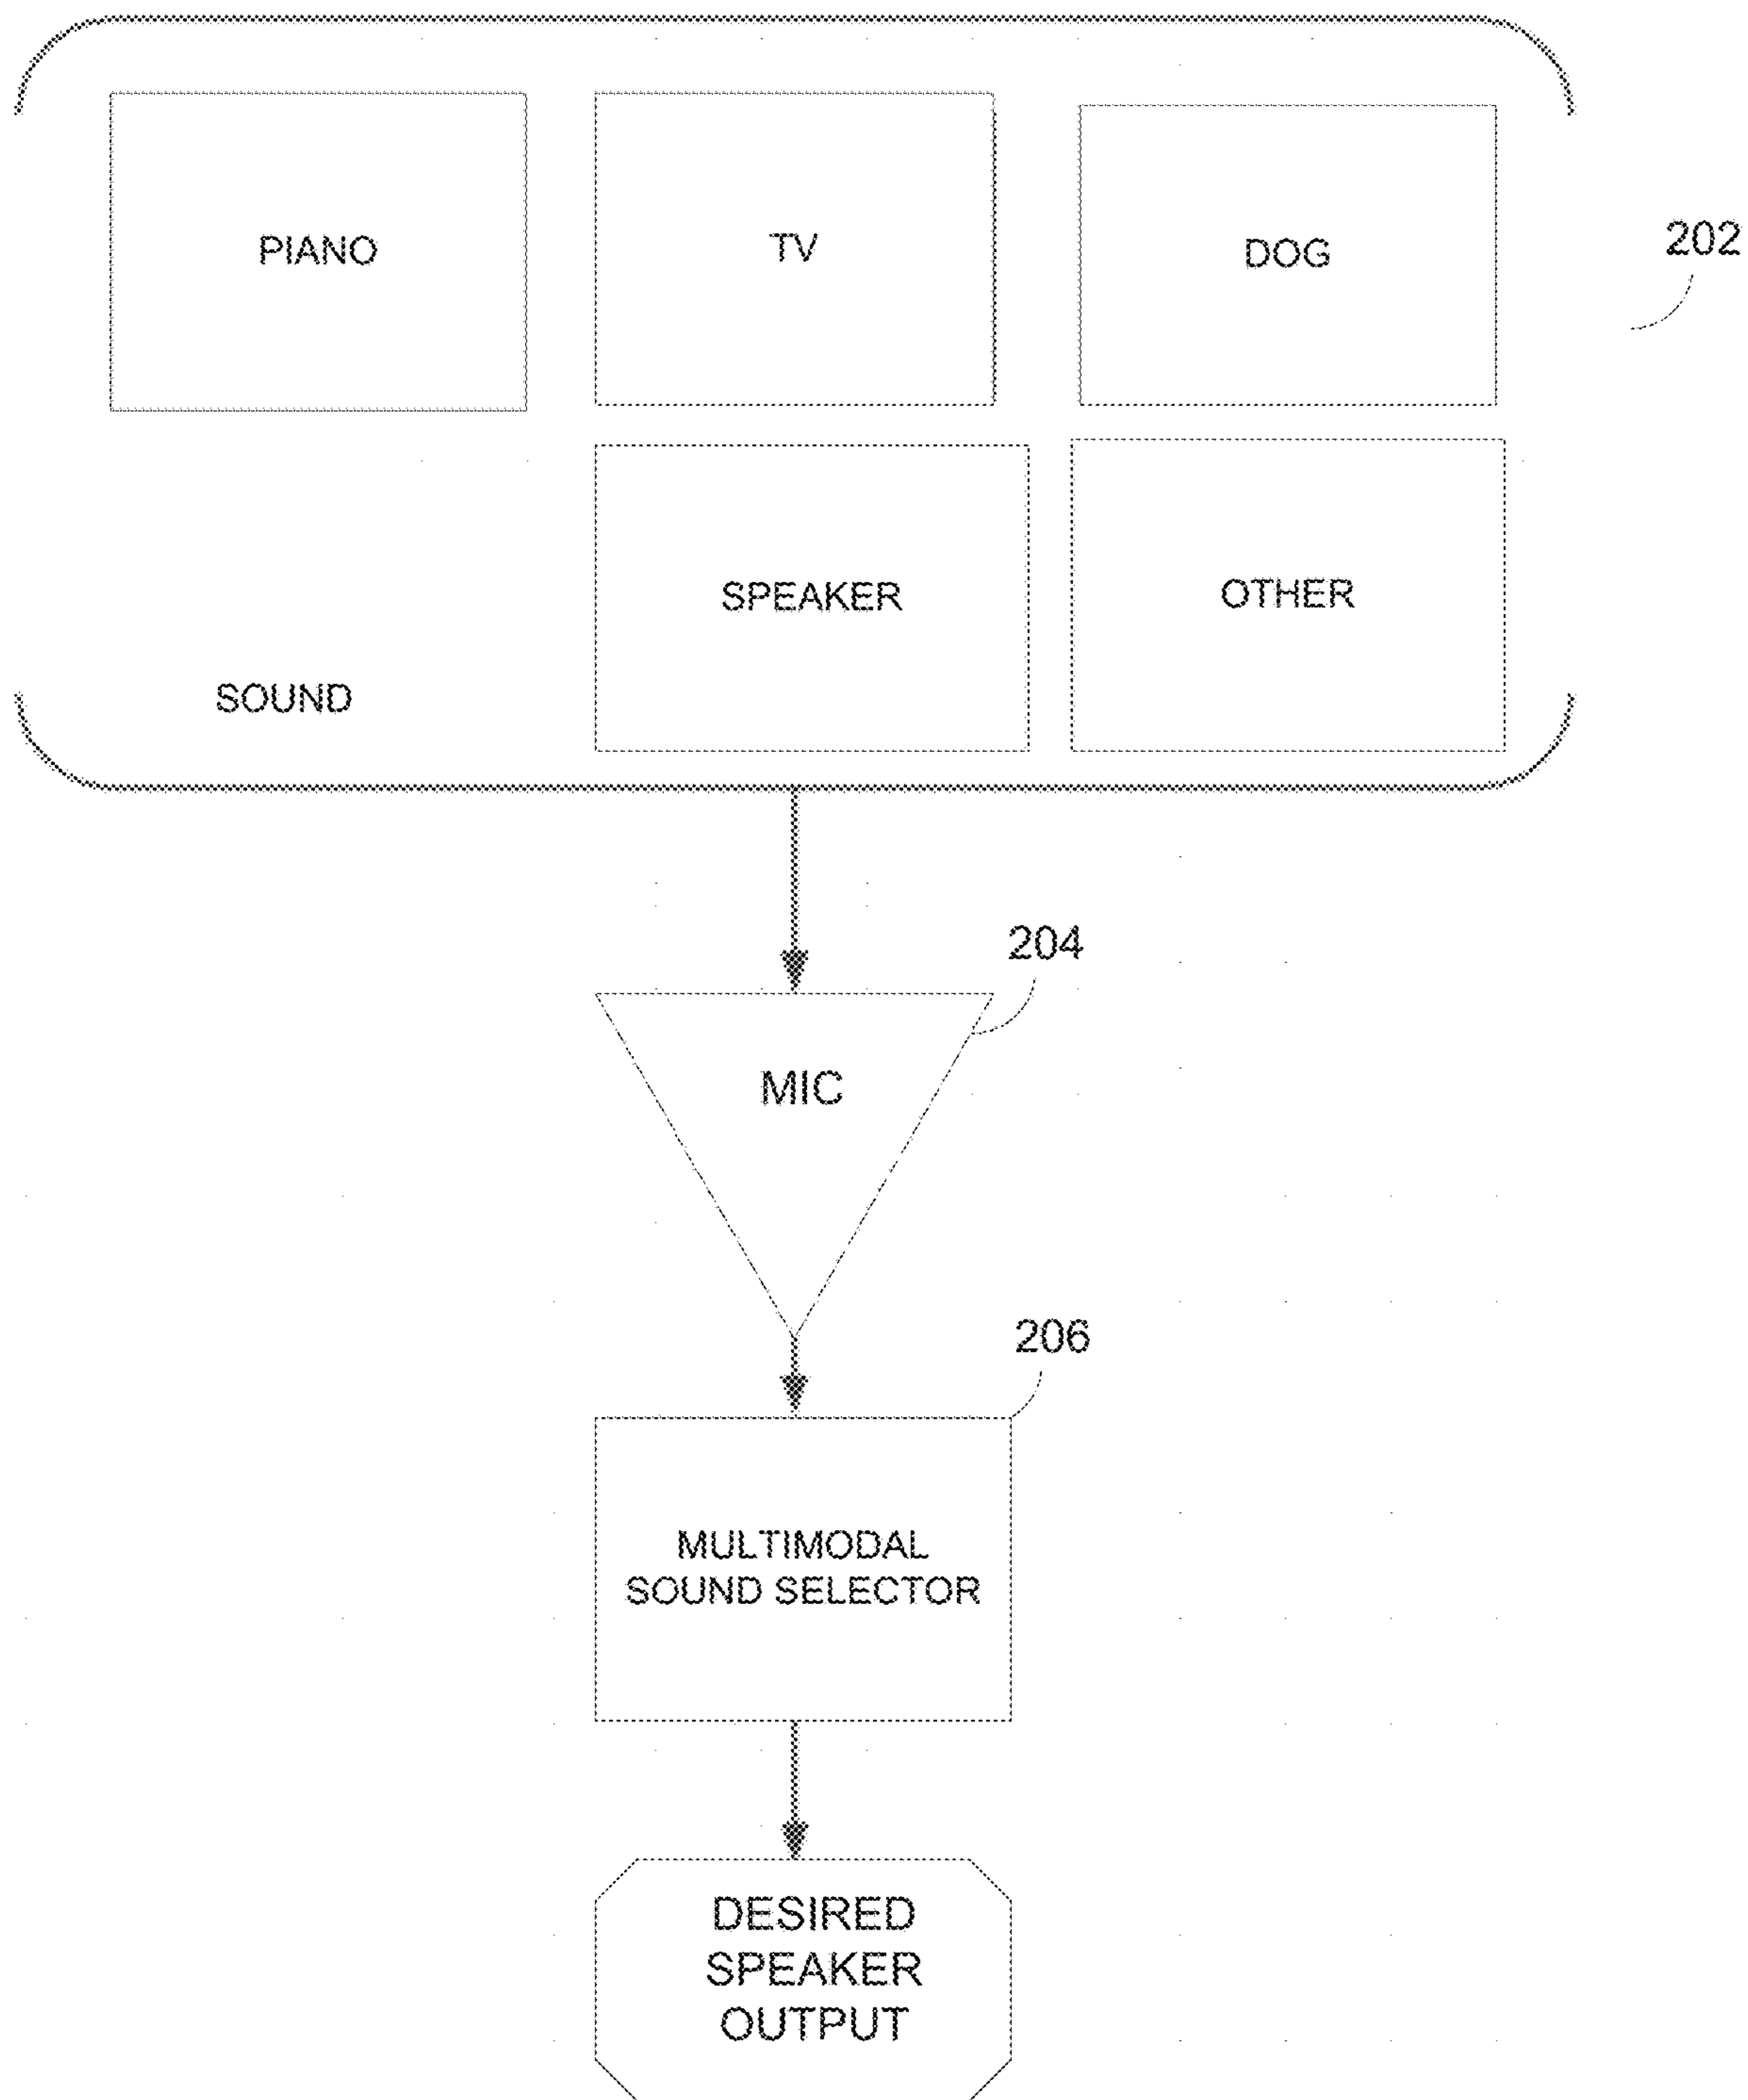 PIANO
TV
DOG
202
SPEAKER
OTHER
SOUND
204
MIC
206
MULTIMODAL
SOUND SELECTOR
DESIRED
SPEAKER
OUTPUT